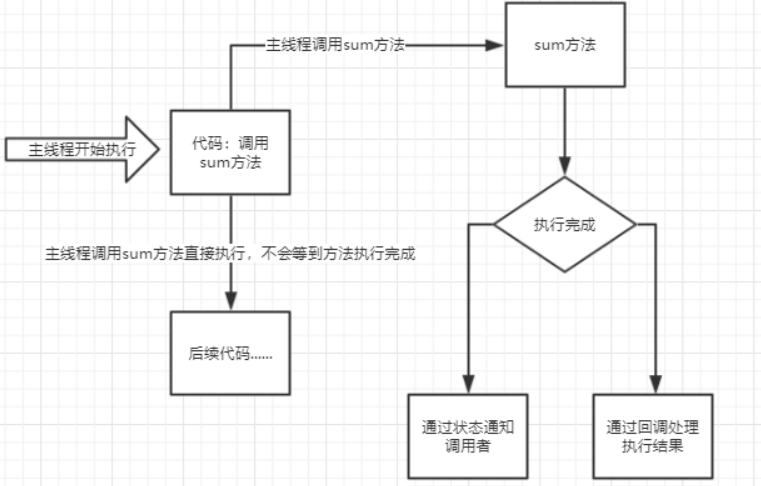 主线程调用sum方法
sum方法
主线程开始执行
代码：调用
sum方法
执行完成
主线程调用sum方法直接执行，不会等到方法执行完成
后续代码......
通过状态通知
调用者
通过回调处理
执行结果